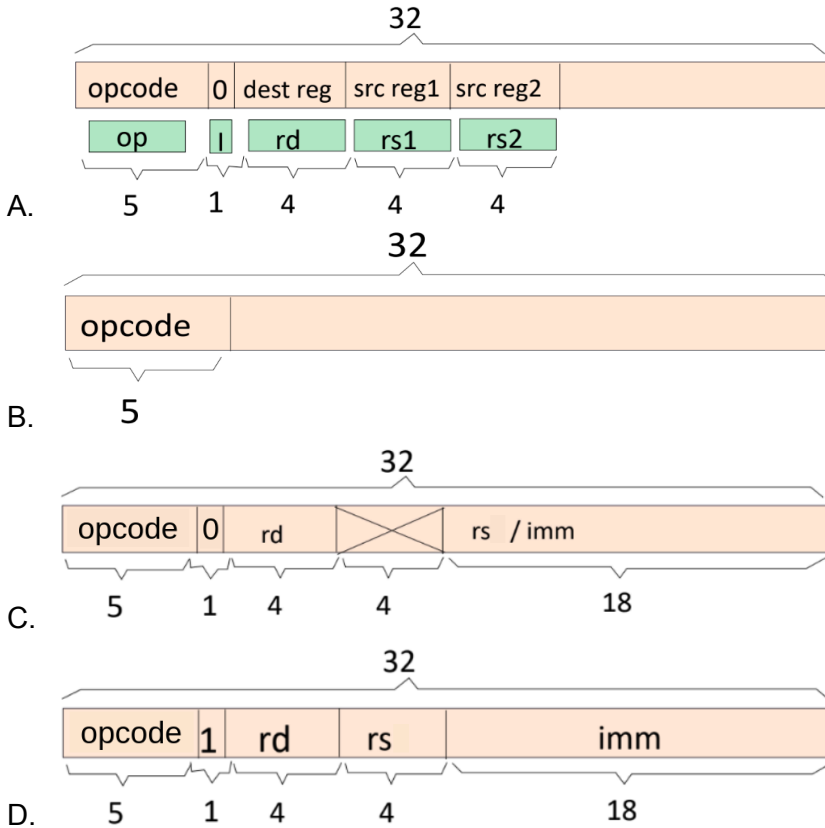 32
opcode 0 dest reg src reg1 src reg2
op I rd rs1 rs2
A. 5 1 4 4 4
32
opcode
B. 5
32
opcode 0 rd rs / imm
C. 5 1 4 4 18
32
opcode 1 rd rs imm
D. 5 1 4 4 18